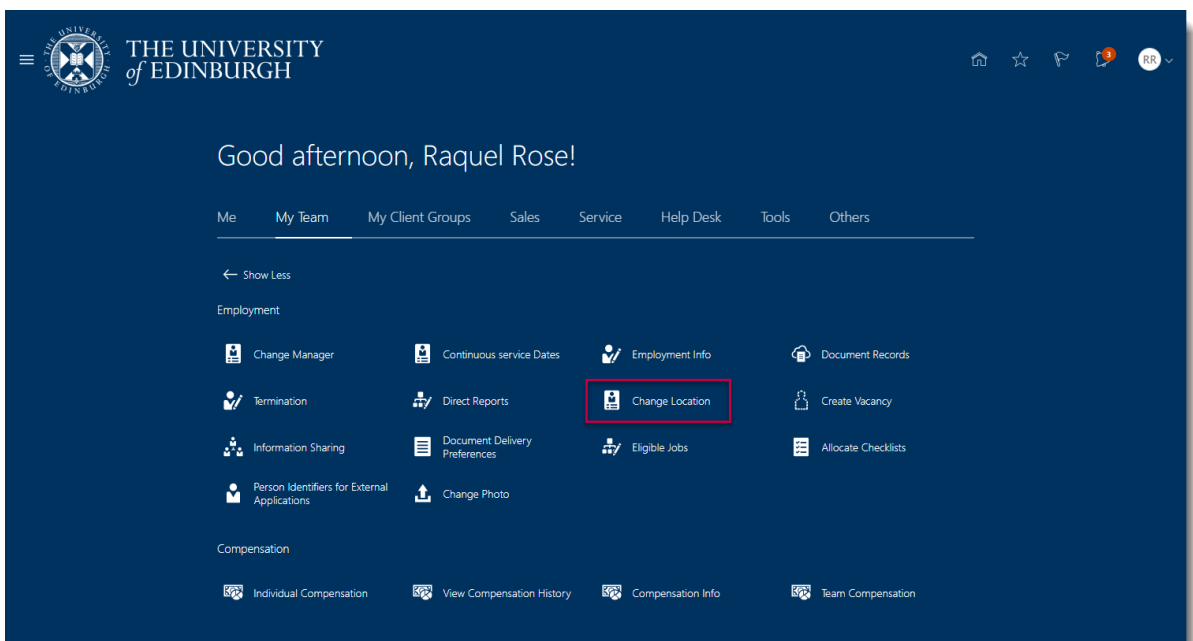 UNIVERSITY
OF EDINBURGH
THE UNIVERSITY
of EDINBURGH
3
RR
Good afternoon, Raquel Rose!
Me My Team My Client Groups Sales Service Help Desk Tools Others
Show Less
Employment
Change Manager Continuous service Dates Employment Info Document Records
Termination Direct Reports Change Location Create Vacancy
Information Sharing Document Delivery
Preferences Eligible Jobs Allocate Checklists
Person Identifiers for External
Applications Change Photo
Compensation
Individual Compensation View Compensation History Compensation Info Team Compensation